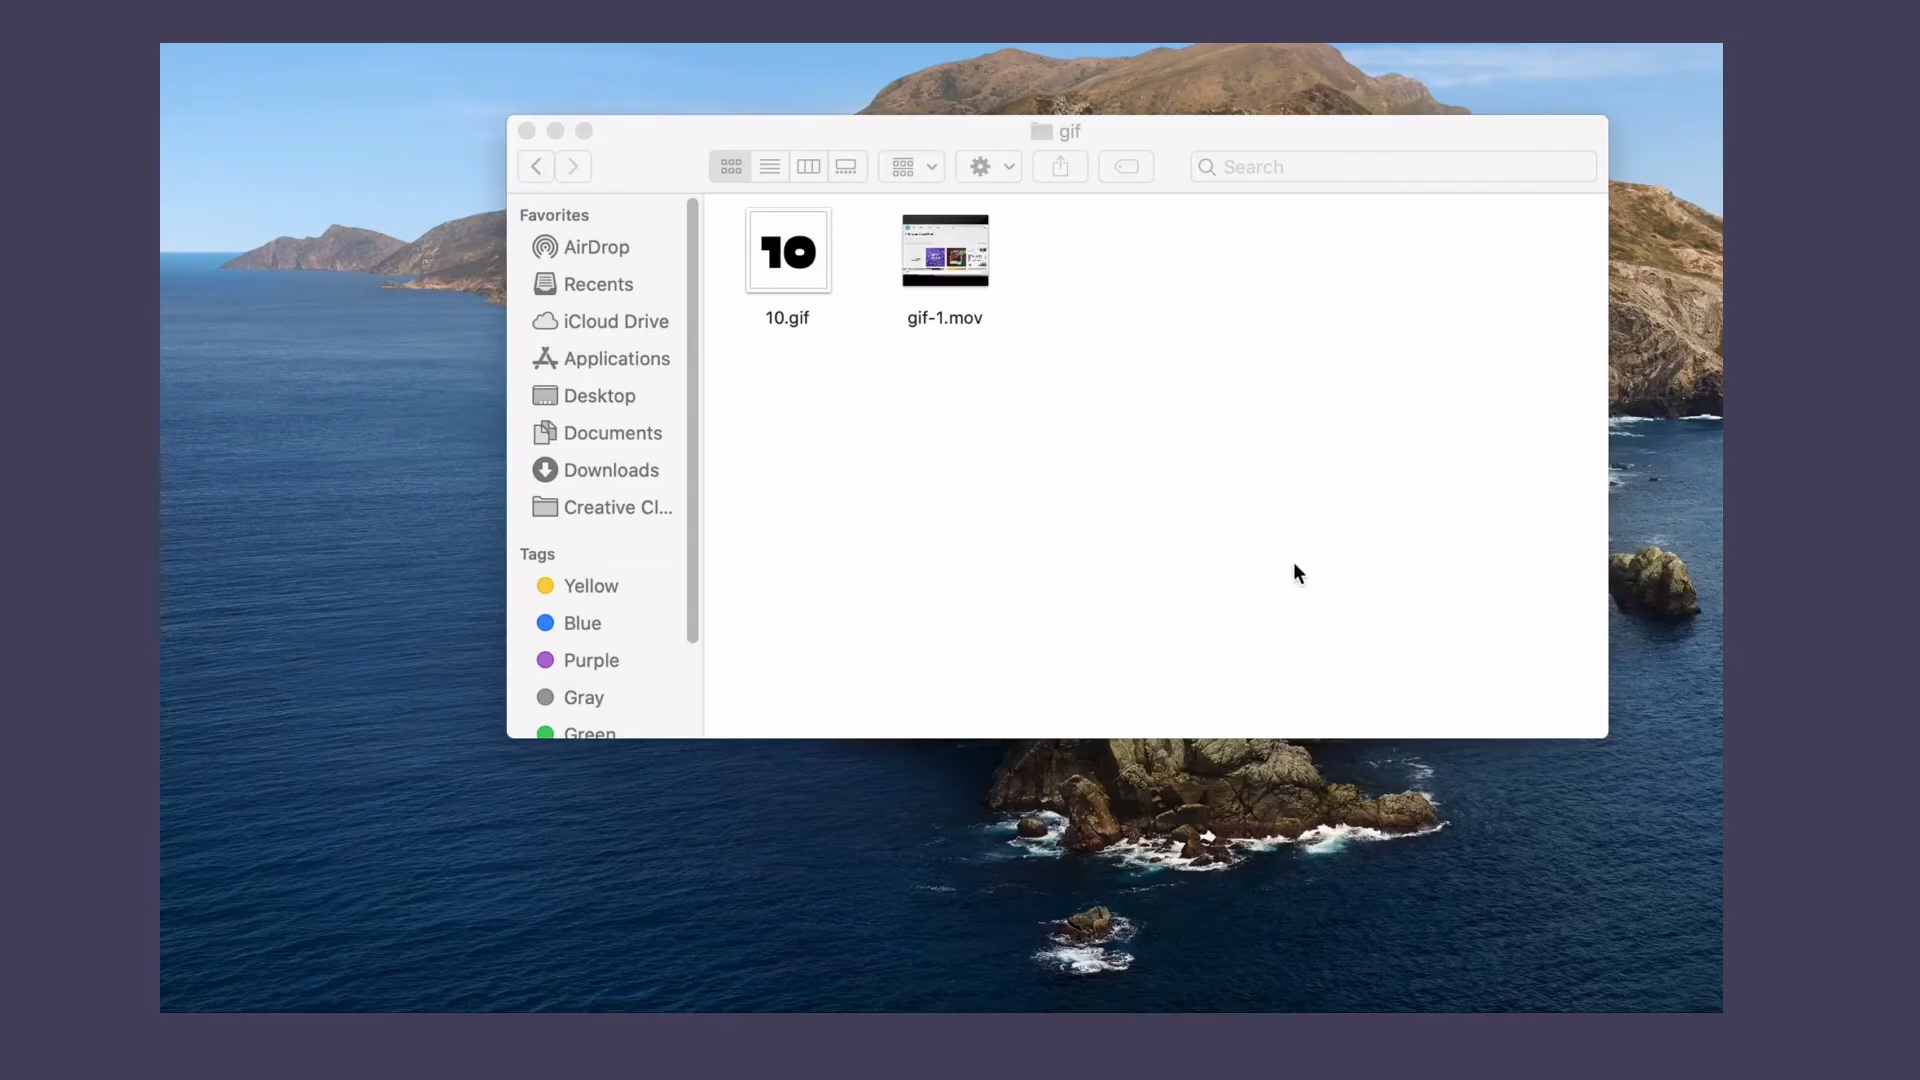 gif
Search
Favorites
AirDrop
Recents
iCloud Drive
Applications
Desktop
Documents
Downloads
Creative Cl...
Tags
Yellow
Blue
Purple
Gray
Green
10
10.gif
gif-1.mov